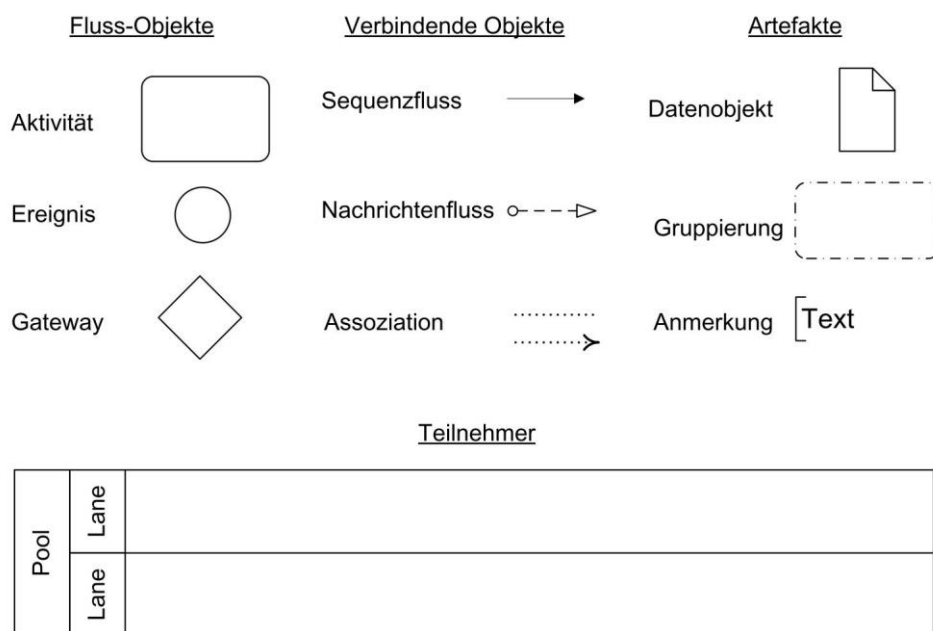 Fluss-Objekte
Verbindende Objekte
Artefakte
Aktivität
Sequenzfluss
Datenobjekt
Ereignis
Nachrichtenfluss
Gruppierung
Gateway
Assoziation
Anmerkung
Text
Teilnehmer
Pool
Lane
Lane